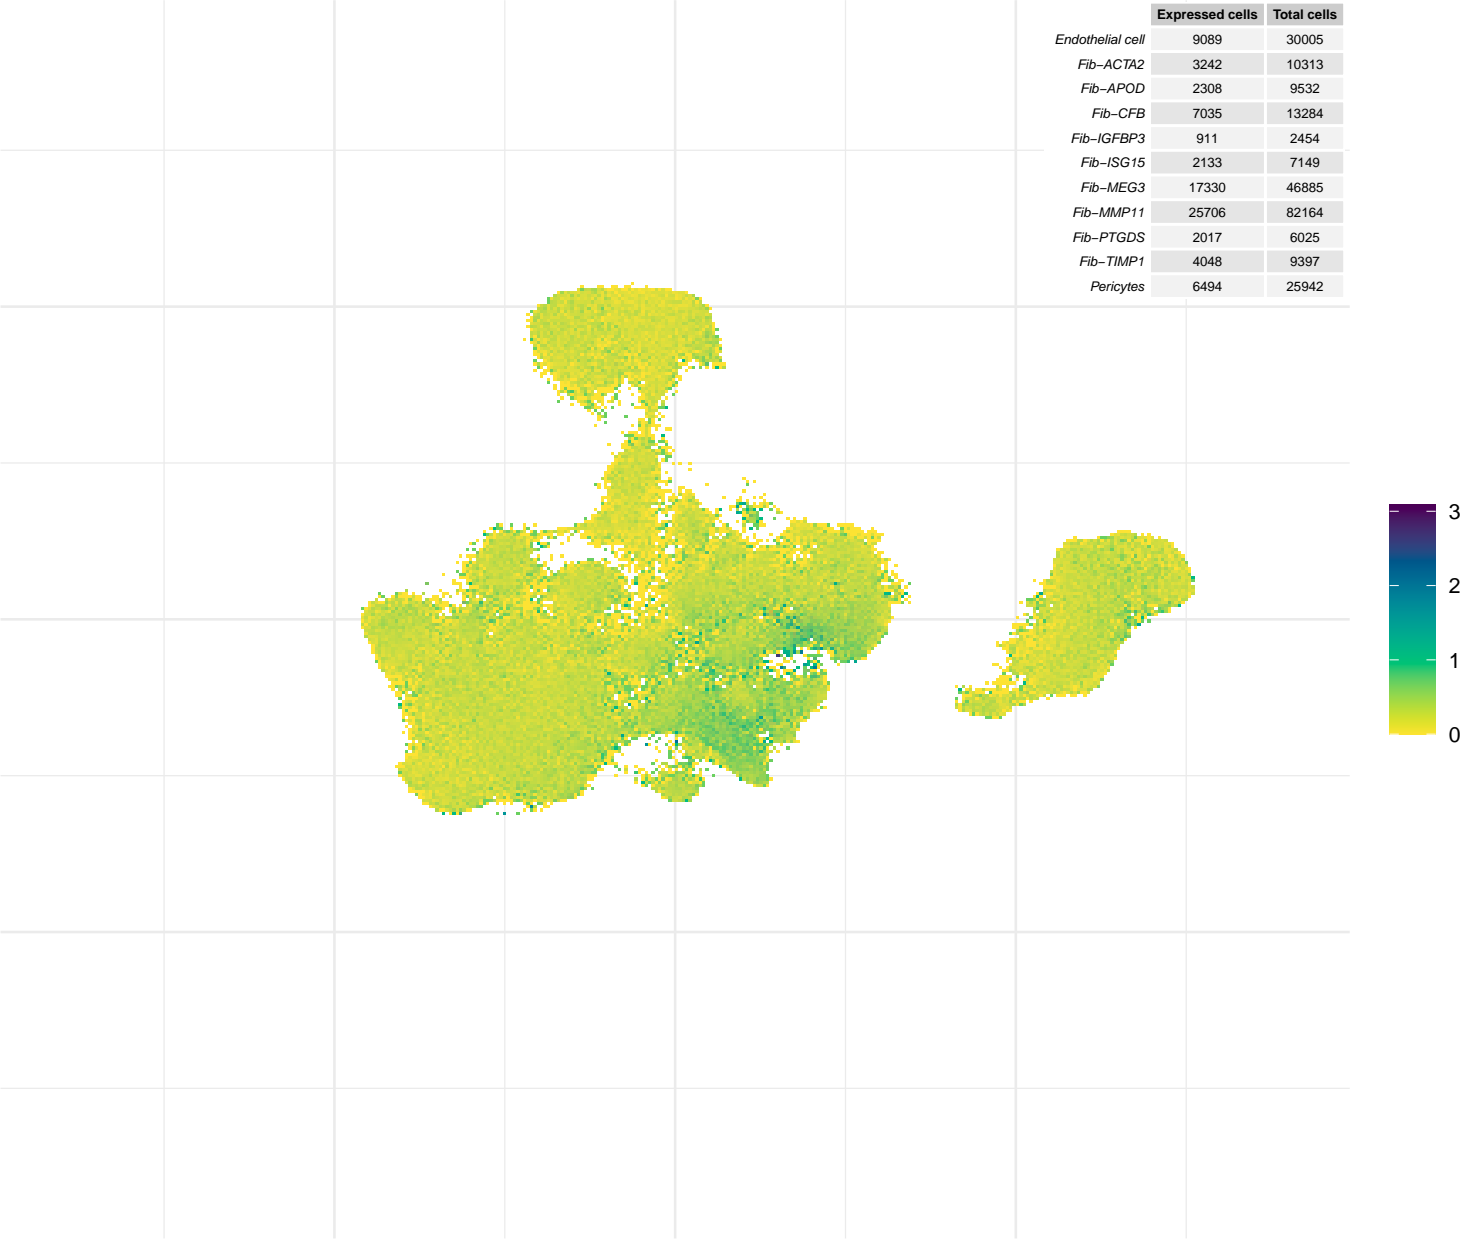 Expressed cells Total cells
Endothelial cell 9089 30005
Fib−ACTA2 3242 10313
Fib−APOD 2308 9532
Fib−CFB 7035 13284
Fib−IGFBP3 911 2454
Fib−ISG15 2133 7149
Fib−MEG3 17330 46885
Fib−MMP11 25706 82164
Fib−PTGDS 2017 6025
Fib−TIMP1 4048 9397
Pericytes 6494 25942
3
2
1
0